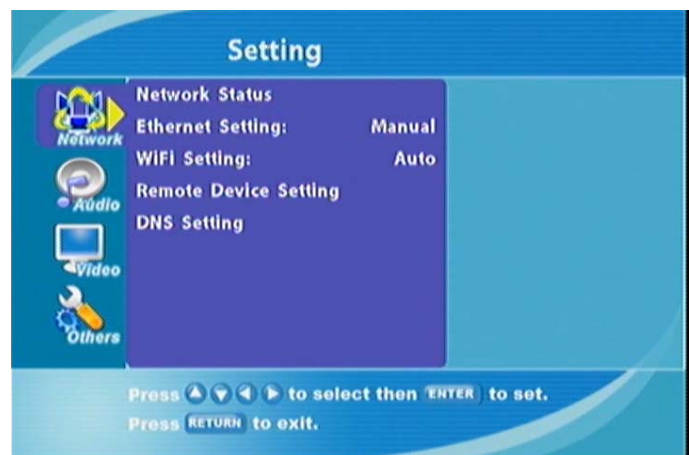 Setting
Network
Audio
Video
Others
Network Status
Ethernet Setting: Manual
WiFi Setting: Auto
Remote Device Setting
DNS Setting
Press to select then ENTER to set.
Press RETURN to exit.